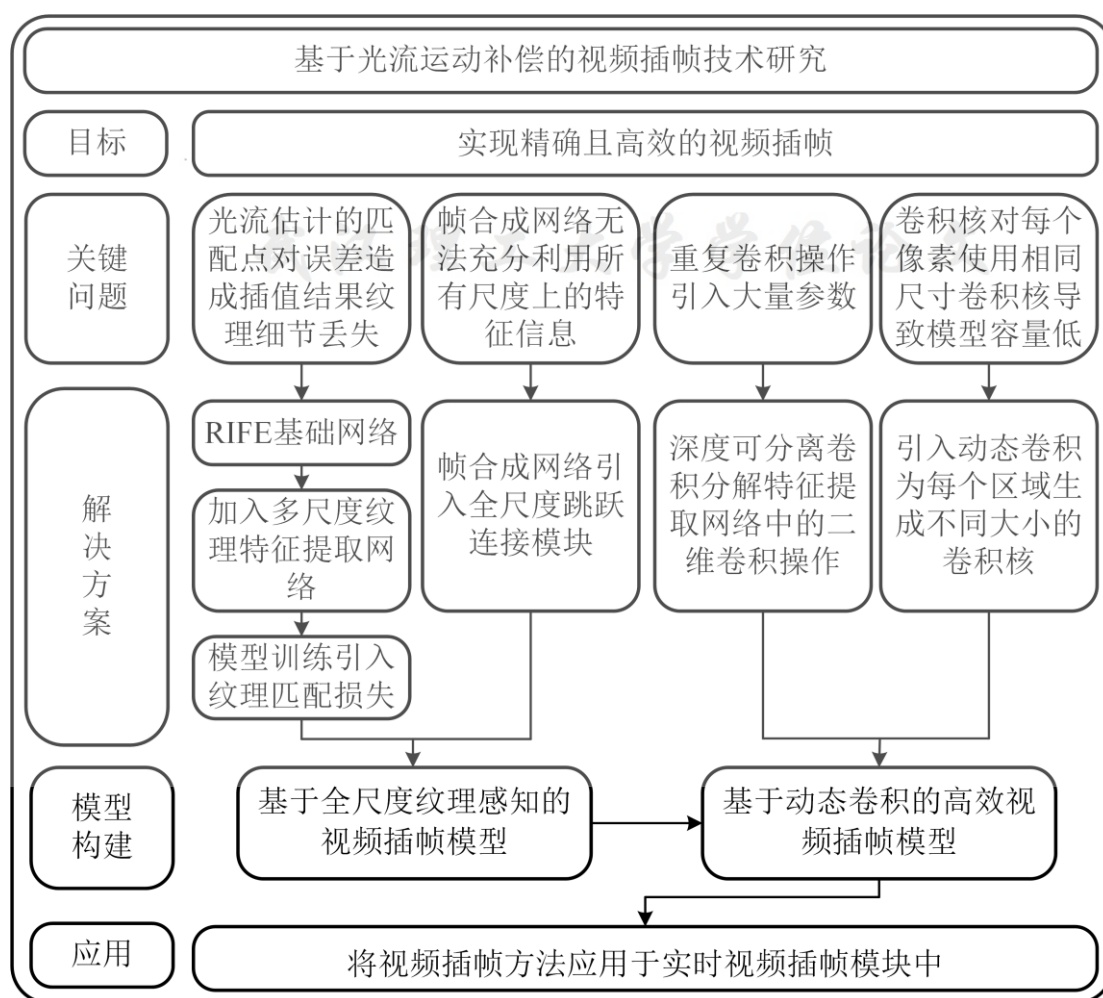 基于光流运动补偿的视频插帧技术研究
目标
实现精确且高效的视频插帧
关键
问题
光流估计的匹
配点对误差造
成插值结果纹
理细节丢失
帧合成网络无
法充分利用所
有尺度上的特
征信息
重复卷积操作
引入大量参数
卷积核对每个
像素使用相同
尺寸卷积核导
致模型容量低
解
决
方
案
RIFE基础网络
加入多尺度纹
理特征提取网
络
模型训练引入
纹理匹配损失
帧合成网络引
入全尺度跳跃
连接模块
深度可分离卷
积分解特征提
取网络中的二
维卷积操作
引入动态卷积
为每个区域生
成不同大小的
卷积核
模型
构建
基于全尺度纹理感知的
视频插帧模型
基于动态卷积的高效视
频插帧模型
应用
将视频插帧方法应用于实时视频插帧模块中